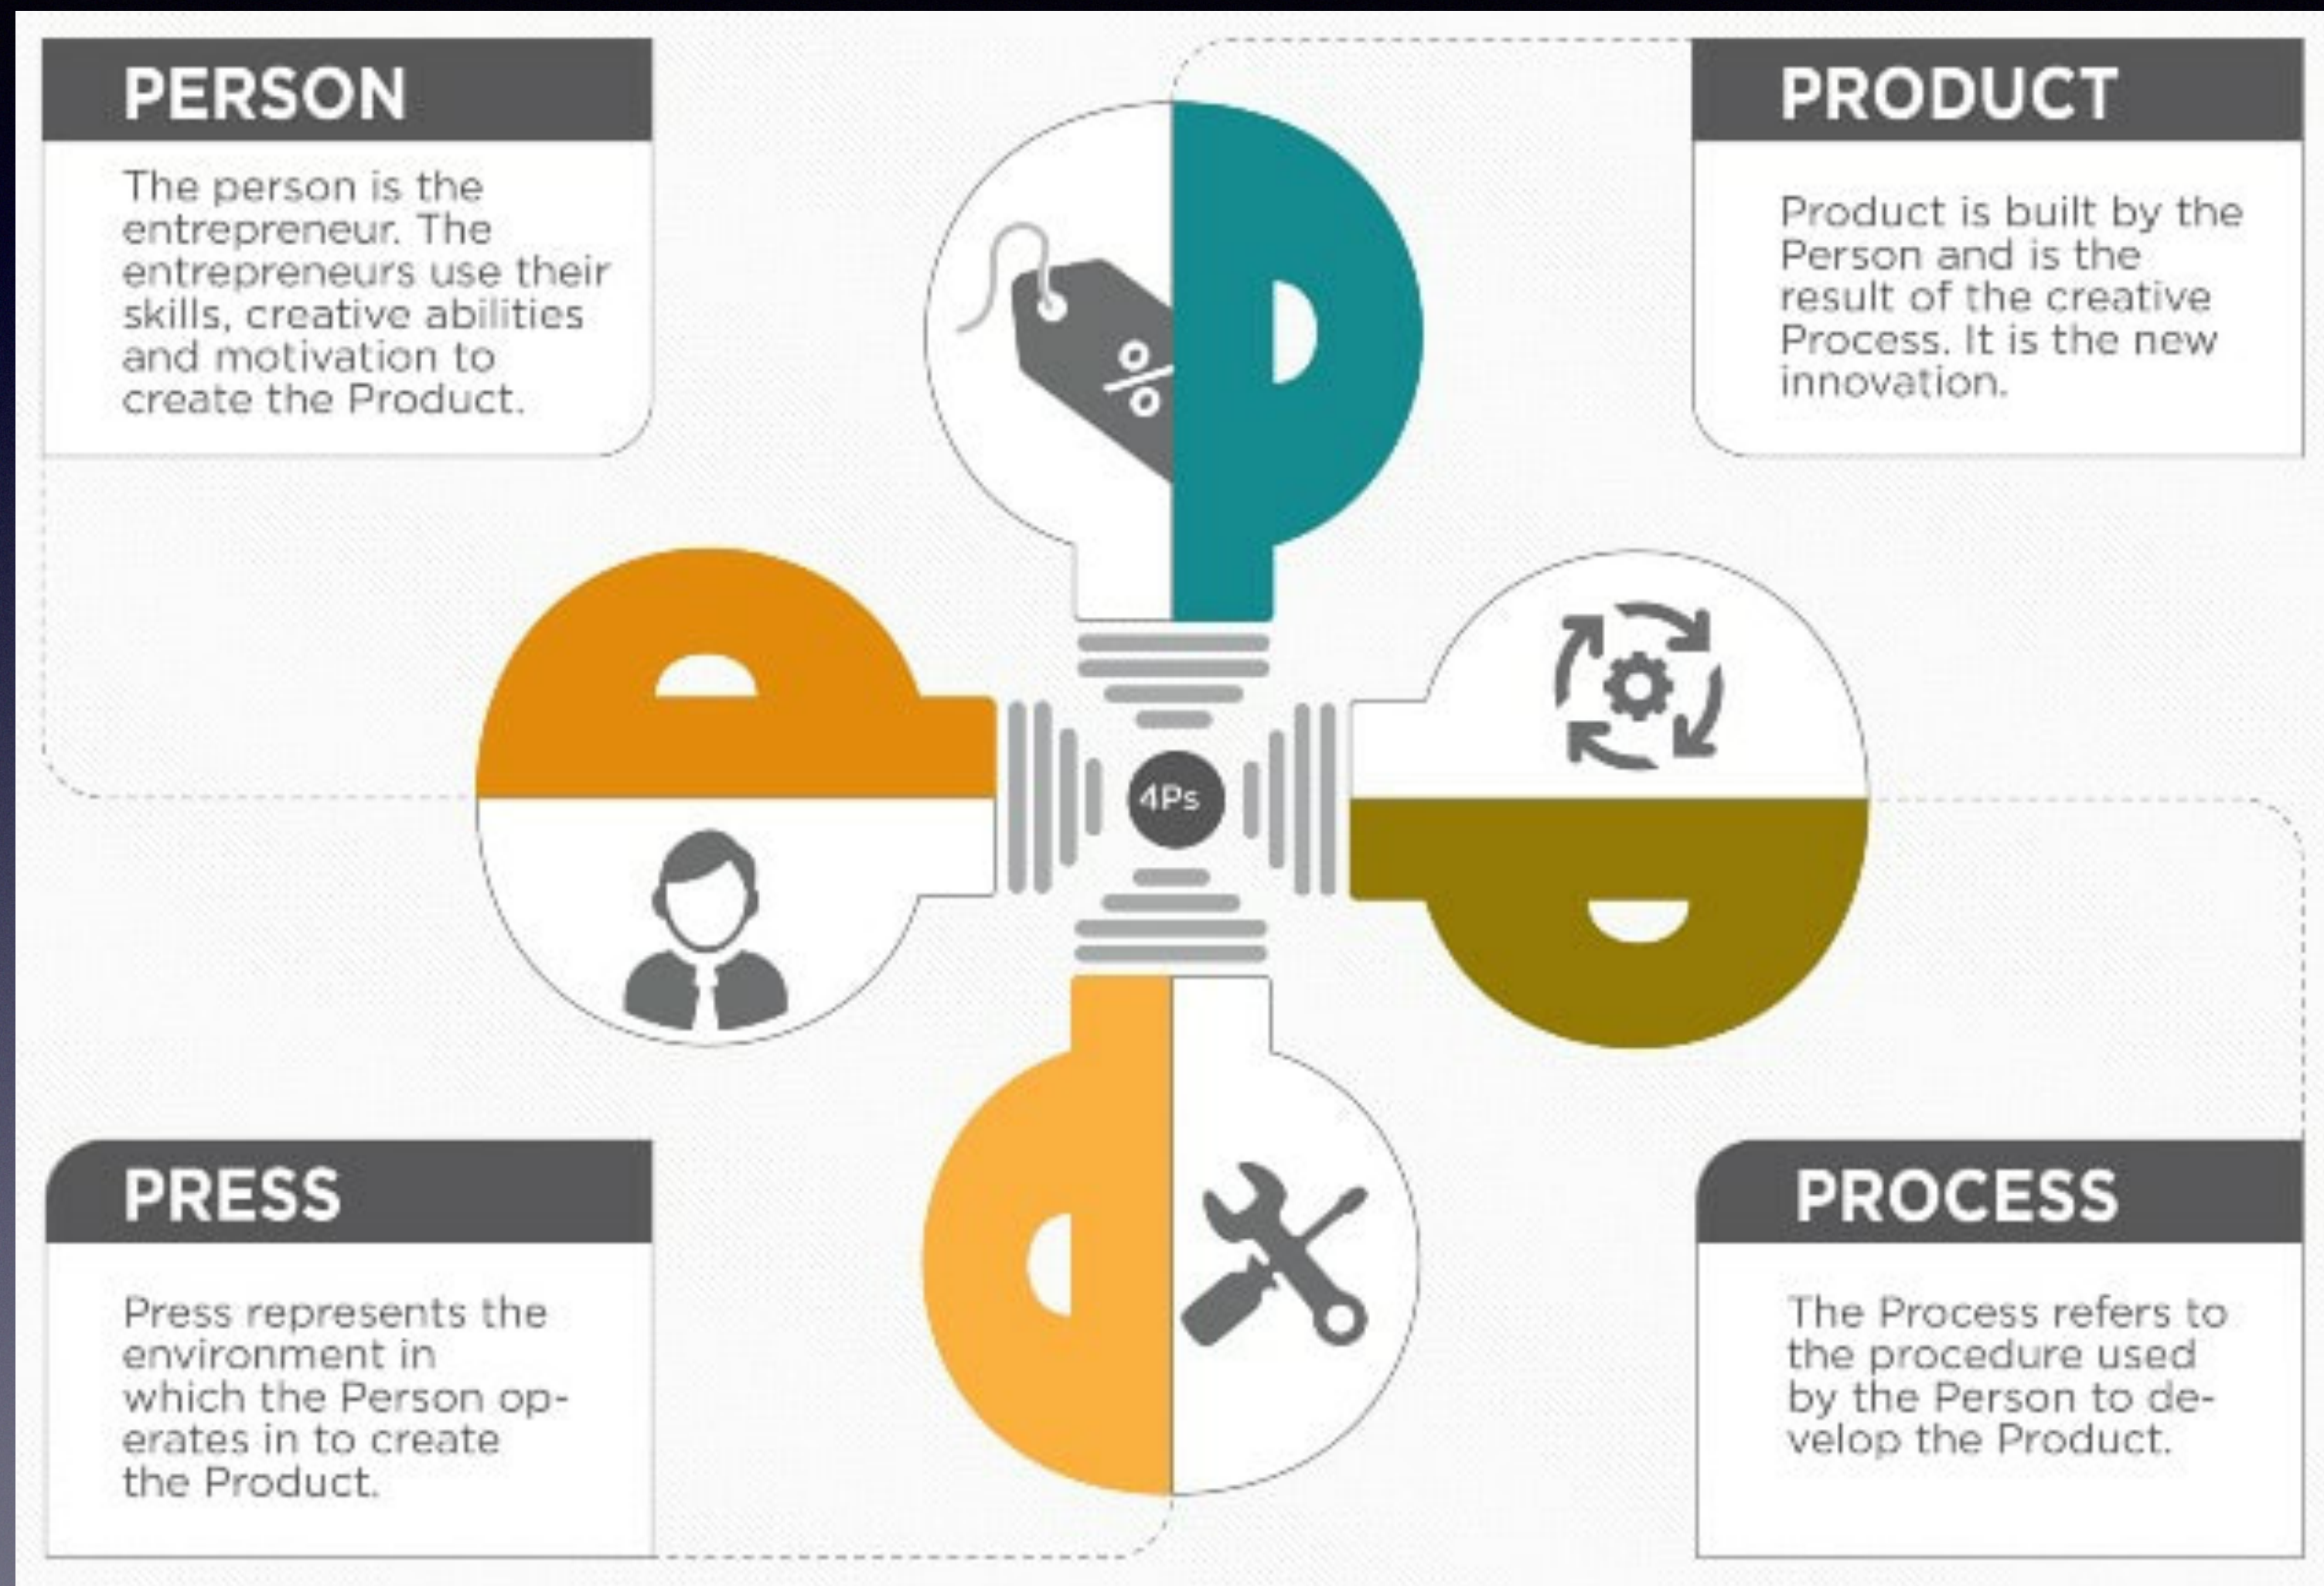 PERSON
The person is the
entrepreneur. The
entrepreneurs use their
skills, creative abilities
and motivation to
create the Product.
PRODUCT
Product is built by the
Person and is the
result of the creative
Process. It is the new
innovation.
%
4Ps
PRESS
Press represents the
environment in
which the Person op-
erates in to create
the Product.
PROCESS
The Process refers to
the procedure used
by the Person to de-
velop the Product.